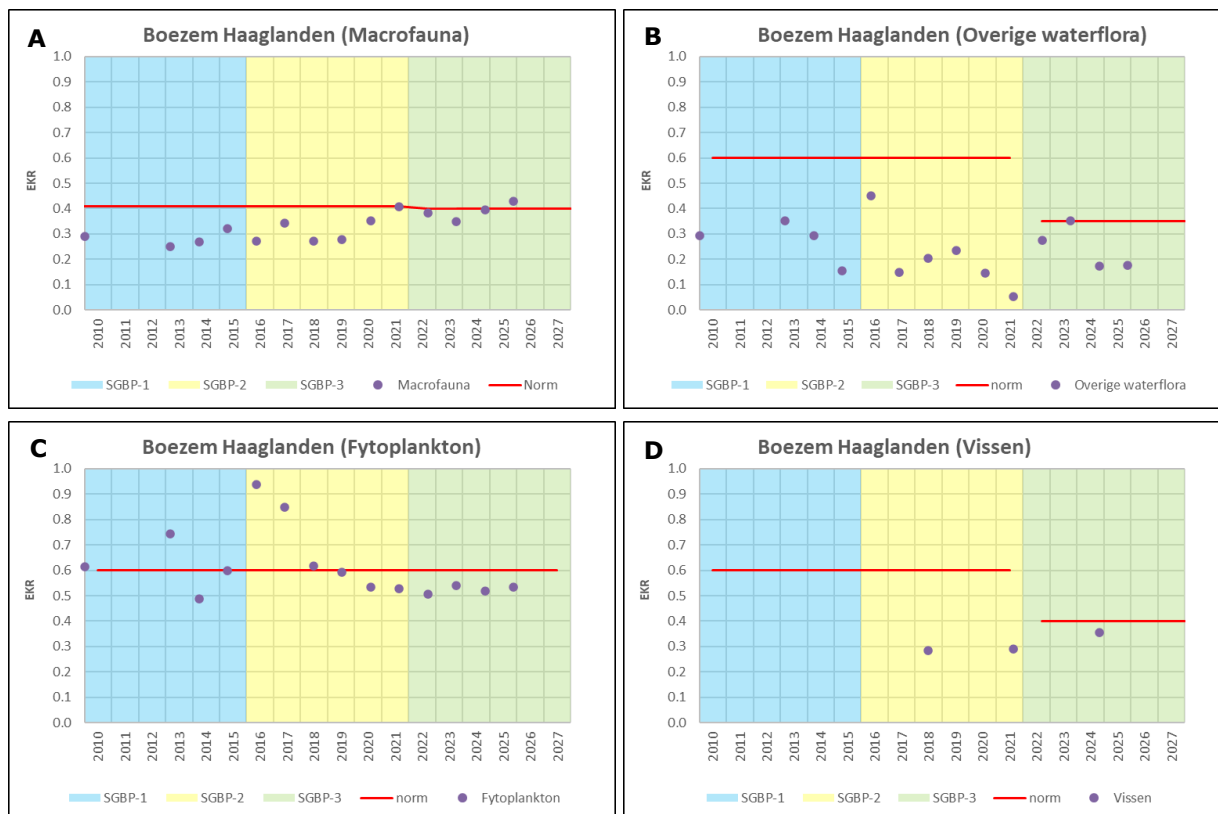 A
Boezem Haaglanden (Macrofauna)
1.0
0.9
0.8
0.7
0.6
0.5
0.4
0.3
0.2
0.1
0.0
EKR
2010 2011 2012 2013 2014 2015 2016 2017 2018 2019 2020 2021 2022 2023 2024 2025 2026 2027
SGBP-1 SGBP-2 SGBP-3 Macrofauna Norm
B
Boezem Haaglanden (Overige waterflora)
1.0
0.9
0.8
0.7
0.6
0.5
0.4
0.3
0.2
0.1
0.0
EKR
2010 2011 2012 2013 2014 2015 2016 2017 2018 2019 2020 2021 2022 2023 2024 2025 2026 2027
SGBP-1 SGBP-2 SGBP-3 norm Overige waterflora
C
Boezem Haaglanden (Fytoplankton)
1.0
0.9
0.8
0.7
0.6
0.5
0.4
0.3
0.2
0.1
0.0
EKR
2010 2011 2012 2013 2014 2015 2016 2017 2018 2019 2020 2021 2022 2023 2024 2025 2026 2027
SGBP-1 SGBP-2 SGBP-3 norm Fytoplankton
D
Boezem Haaglanden (Vissen)
1.0
0.9
0.8
0.7
0.6
0.5
0.4
0.3
0.2
0.1
0.0
EKR
2010 2011 2012 2013 2014 2015 2016 2017 2018 2019 2020 2021 2022 2023 2024 2025 2026 2027
SGBP-1 SGBP-2 SGBP-3 norm Vissen